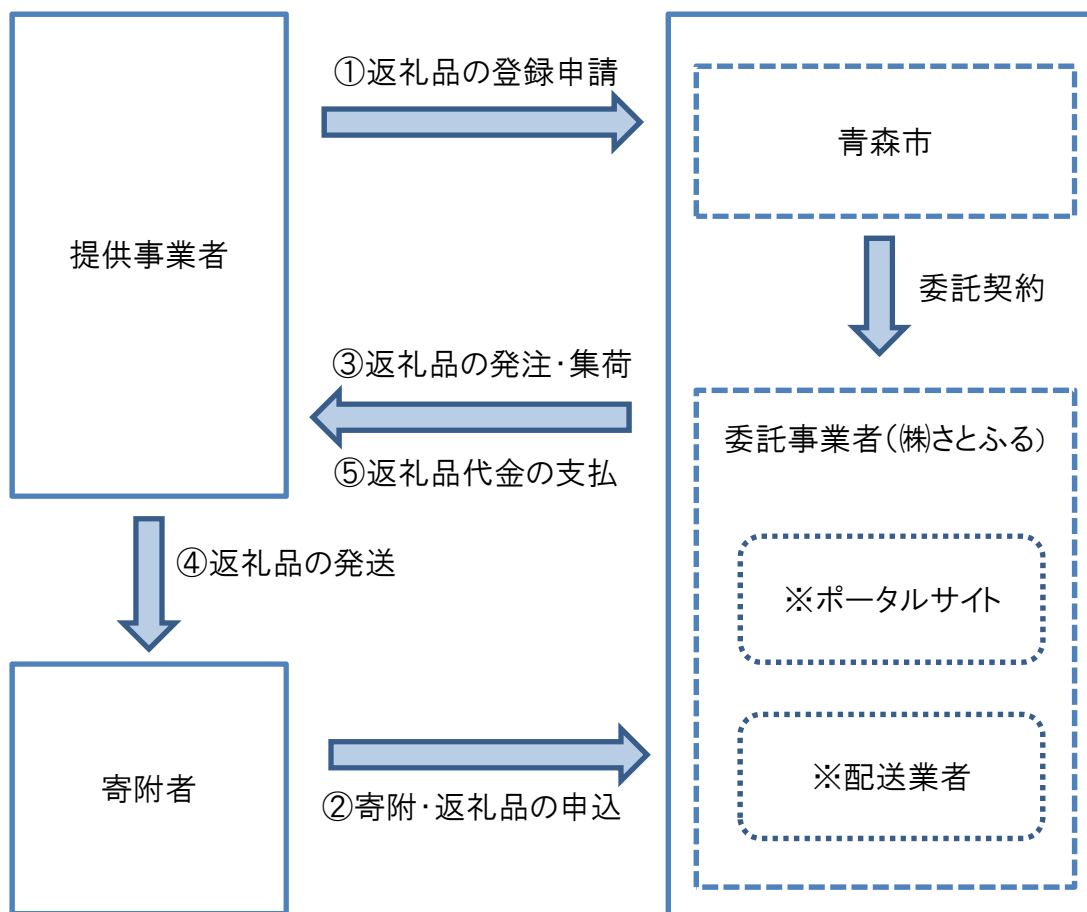 ①返礼品の登録申請
青森市
提供事業者
委託契約
③返礼品の発注・集荷
委託事業者(㈱さとふる)
⑤返礼品代金の支払
④返礼品の発送
※ポータルサイト
寄附者
※配送業者
②寄附・返礼品の申込